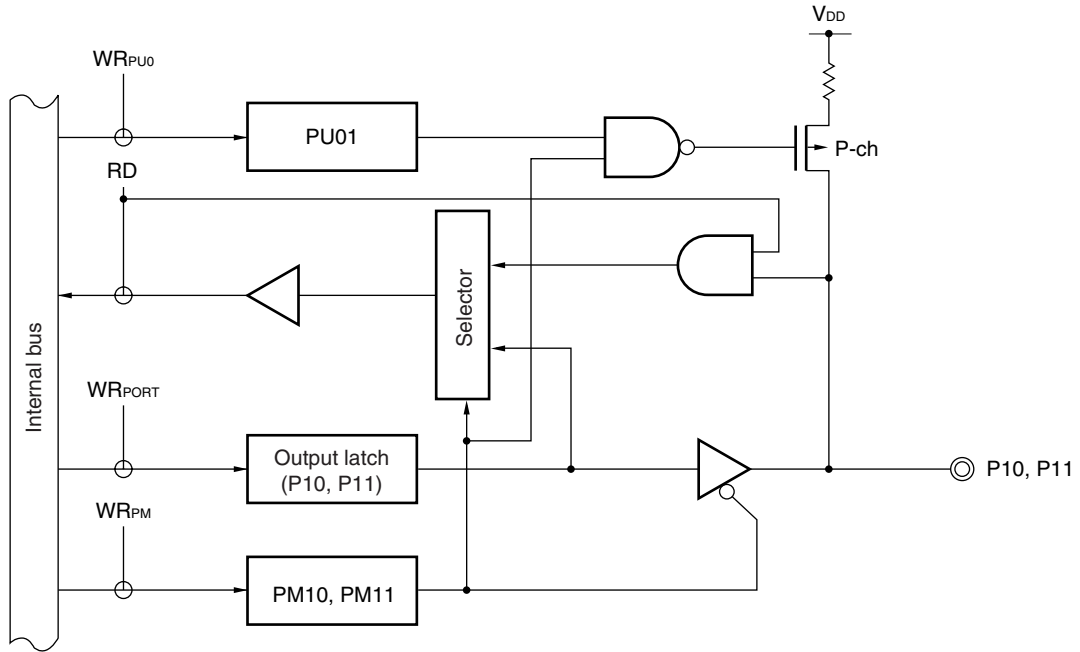 VDD
WRPU0
PU01
P-ch
RD
Selector
Internal bus
WRPORT
Output latch
(P10, P11)
P10, P11
WRPM
PM10, PM11